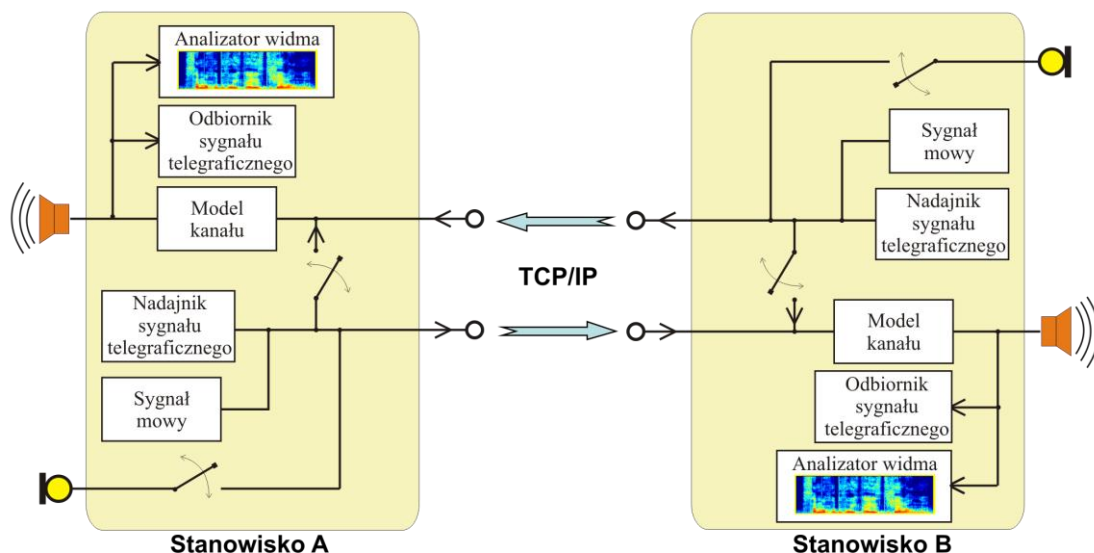 Analizator widma
Odbiornik
sygnału
telegraficznego
Model
kanału
Nadajnik
sygnału
telegraficznego
Sygnał
mowy
Stanowisko A
TCP/IP
Sygnał
mowy
Nadajnik
sygnału
telegraficznego
Model
kanału
Odbiornik
sygnału
telegraficznego
Analizator widma
Stanowisko B